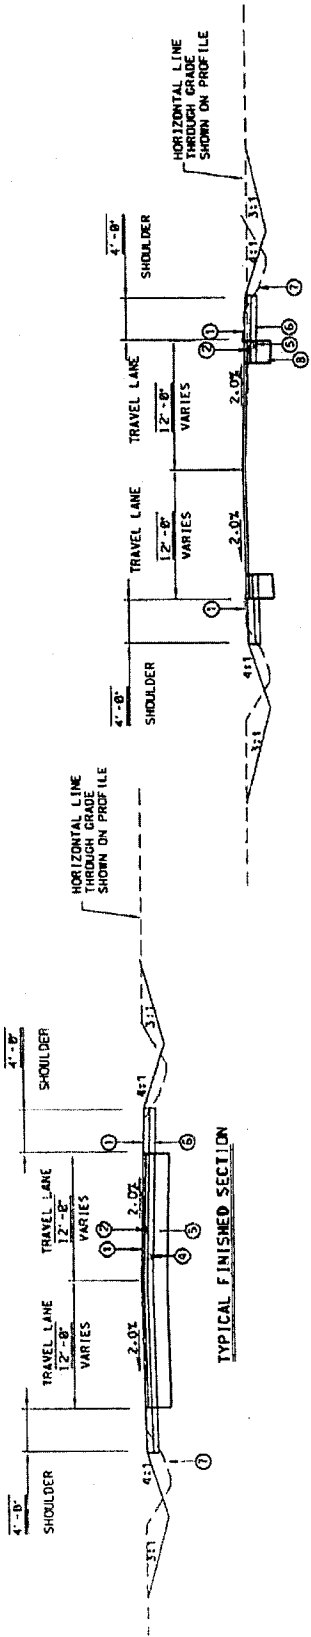 4'-0"
SHOULDER
TRAVEL LANE
12'-0"
VARIES
TRAVEL LANE
12'-0"
VARIES
4'-0"
SHOULDER
HORIZONTAL LINE
THROUGH GRADE
SHOWN ON PROFILE
2.0%
2.0%
3:1
4:1
4:1
3:1
1
2
3
4
5
6
7
TYPICAL FINISHED SECTION
4'-0"
SHOULDER
TRAVEL LANE
12'-0"
VARIES
TRAVEL LANE
12'-0"
VARIES
4'-0"
SHOULDER
HORIZONTAL LINE
THROUGH GRADE
SHOWN ON PROFILE
2.0%
2.0%
3:1
4:1
4:1
3:1
1
2
1
5
6
7
8